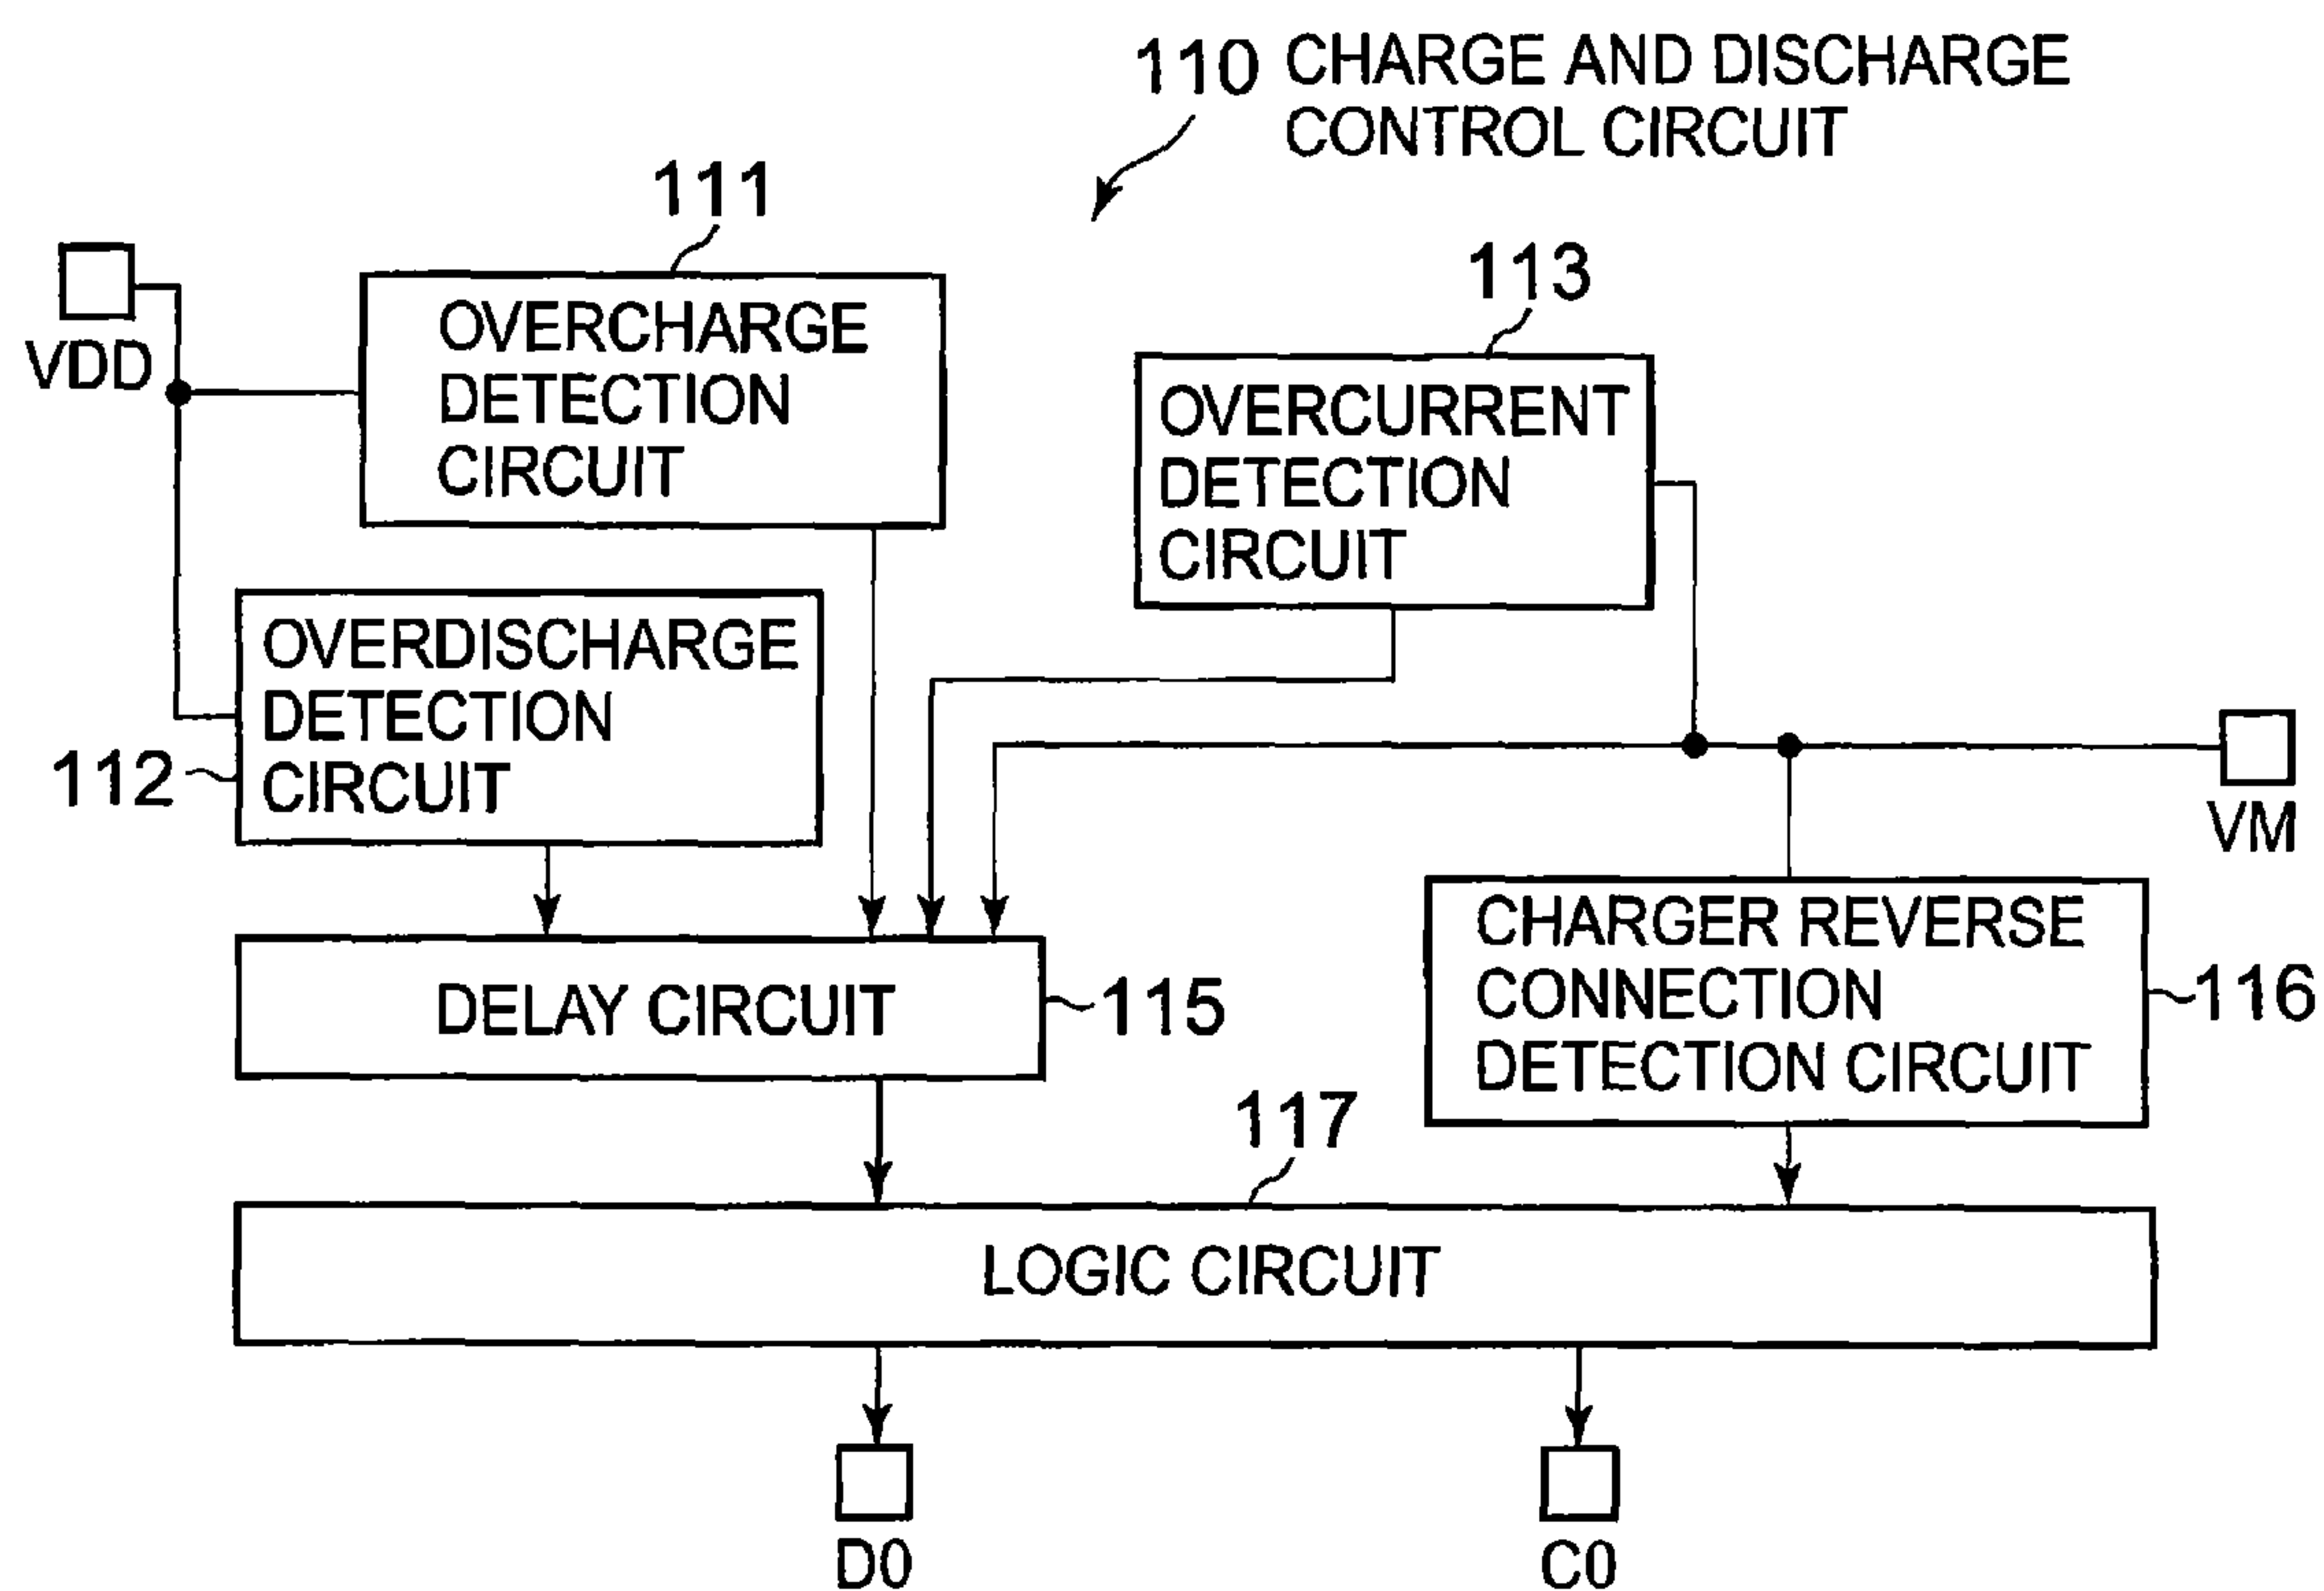 110 CHARGE AND DISCHARGE
CONTROL CIRCUIT
111
113
VDD
OVERCHARGE
DETECTION
CIRCUIT
OVERCURRENT
DETECTION
CIRCUIT
112
OVERDISCHARGE
DETECTION
CIRCUIT
VM
DELAY CIRCUIT
115
CHARGER REVERSE
CONNECTION
DETECTION CIRCUIT
116
117
LOGIC CIRCUIT
D0
C0